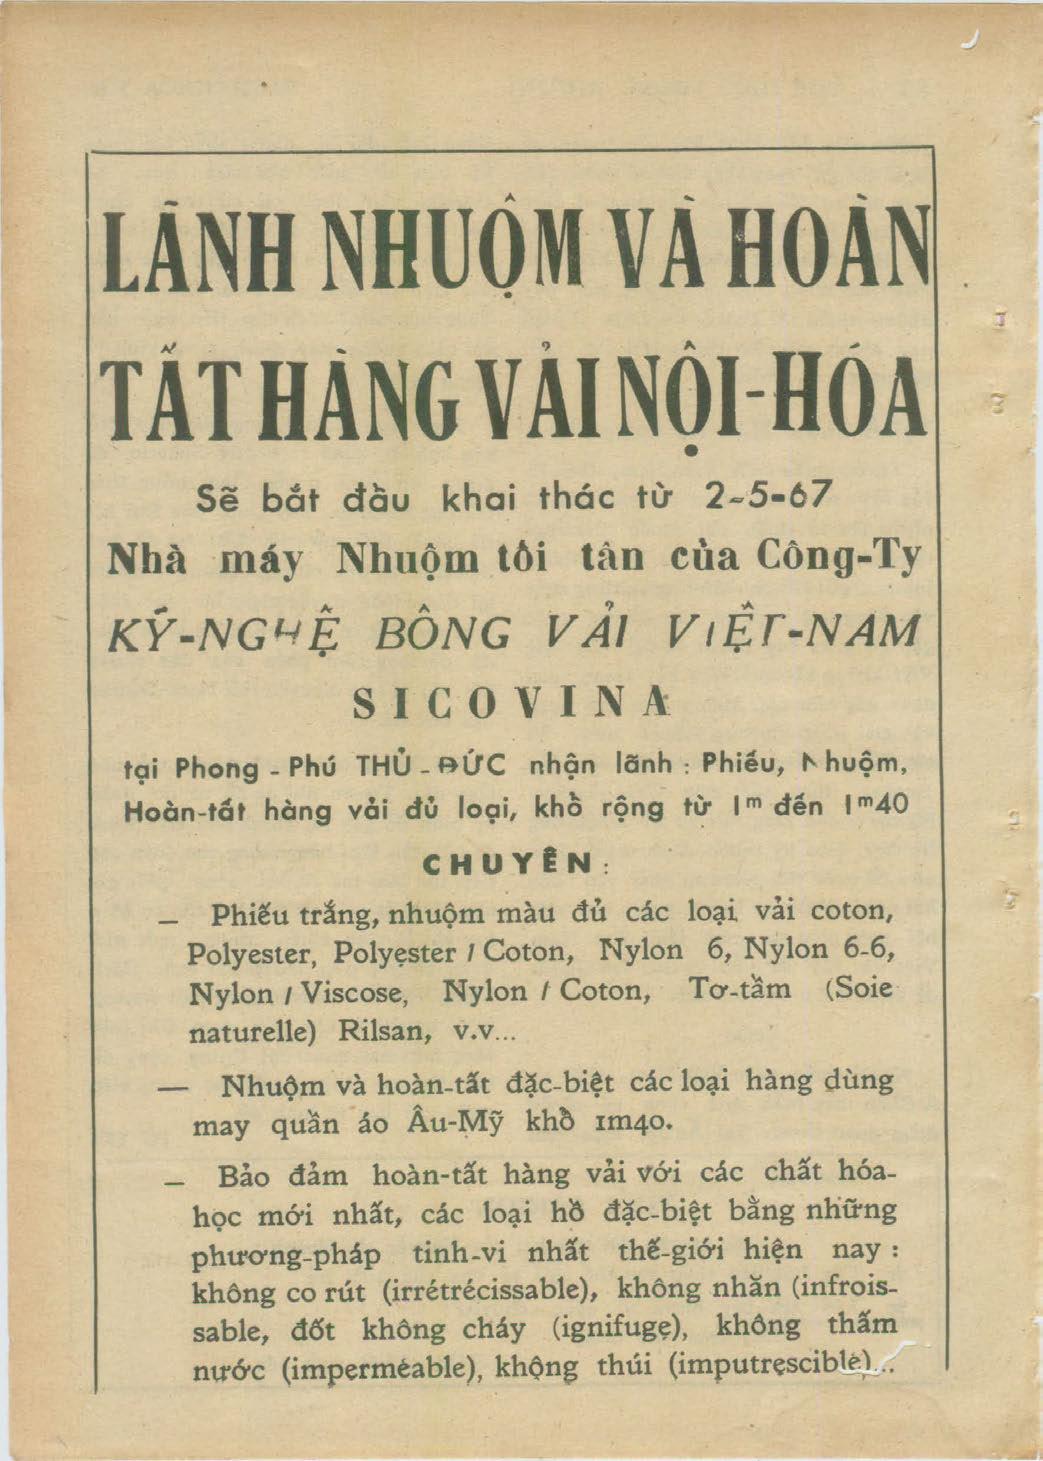 LÃNH NHUỘM VÀ HOÀN
TẤT HÀNG VẢI NỘI-HÓA
Sẽ bắt đầu khai thác từ 2-5-67
Nhà máy Nhuộm tối tân của Công-Ty
KỸ-NGHỆ BÔNG VẢI VIỆT-NAM
SICOVINA
tại Phong - Phú THỦ - ĐỨC nhận lãnh : Phiếu, Nhuộm,
Hoàn-tất hàng vải đủ loại, khổ rộng từ 1m đến 1m40
CHUYÊN :
— Phiếu trắng, nhuộm màu đủ các loại vải coton,
Polyester, Polyester / Coton, Nylon 6, Nylon 6-6,
Nylon / Viscose, Nylon / Coton, Tơ-tằm (Soie
naturelle) Rilsan, v.v...
— Nhuộm và hoàn-tất đặc-biệt các loại hàng dùng
may quần áo Âu-Mỹ khổ 1m40.
— Bảo đảm hoàn-tất hàng vải với các chất hóa-
học mới nhất, các loại hồ đặc-biệt bằng những
phương-pháp tinh-vi nhất thế-giới hiện nay :
không co rút (irrétrécissable), không nhăn (infrois-
sable, đốt không cháy (ignifuge), không thấm
nước (imperméable), không thúi (imputrescible)...